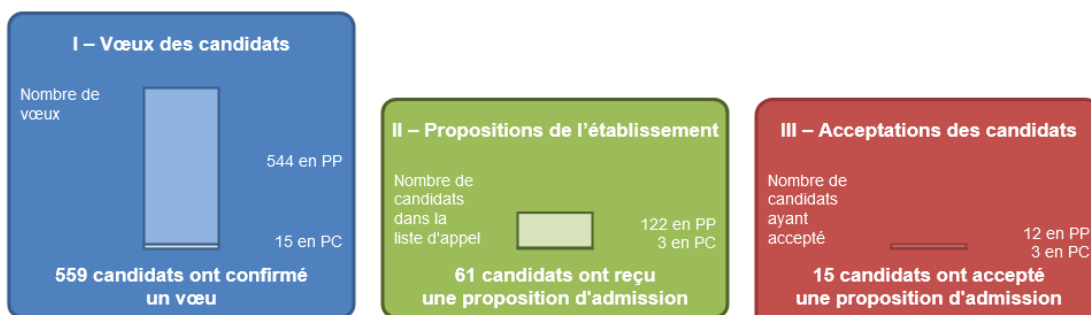 I – Vœux des candidats
Nombre de
vœux
544 en PP
15 en PC
559 candidats ont confirmé
un vœu
II – Propositions de l'établissement
Nombre de
candidats
dans la
liste d'appel
122 en PP
3 en PC
61 candidats ont reçu
une proposition d'admission
III – Acceptations des candidats
Nombre de
candidats
ayant
accepté
12 en PP
3 en PC
15 candidats ont accepté
une proposition d'admission